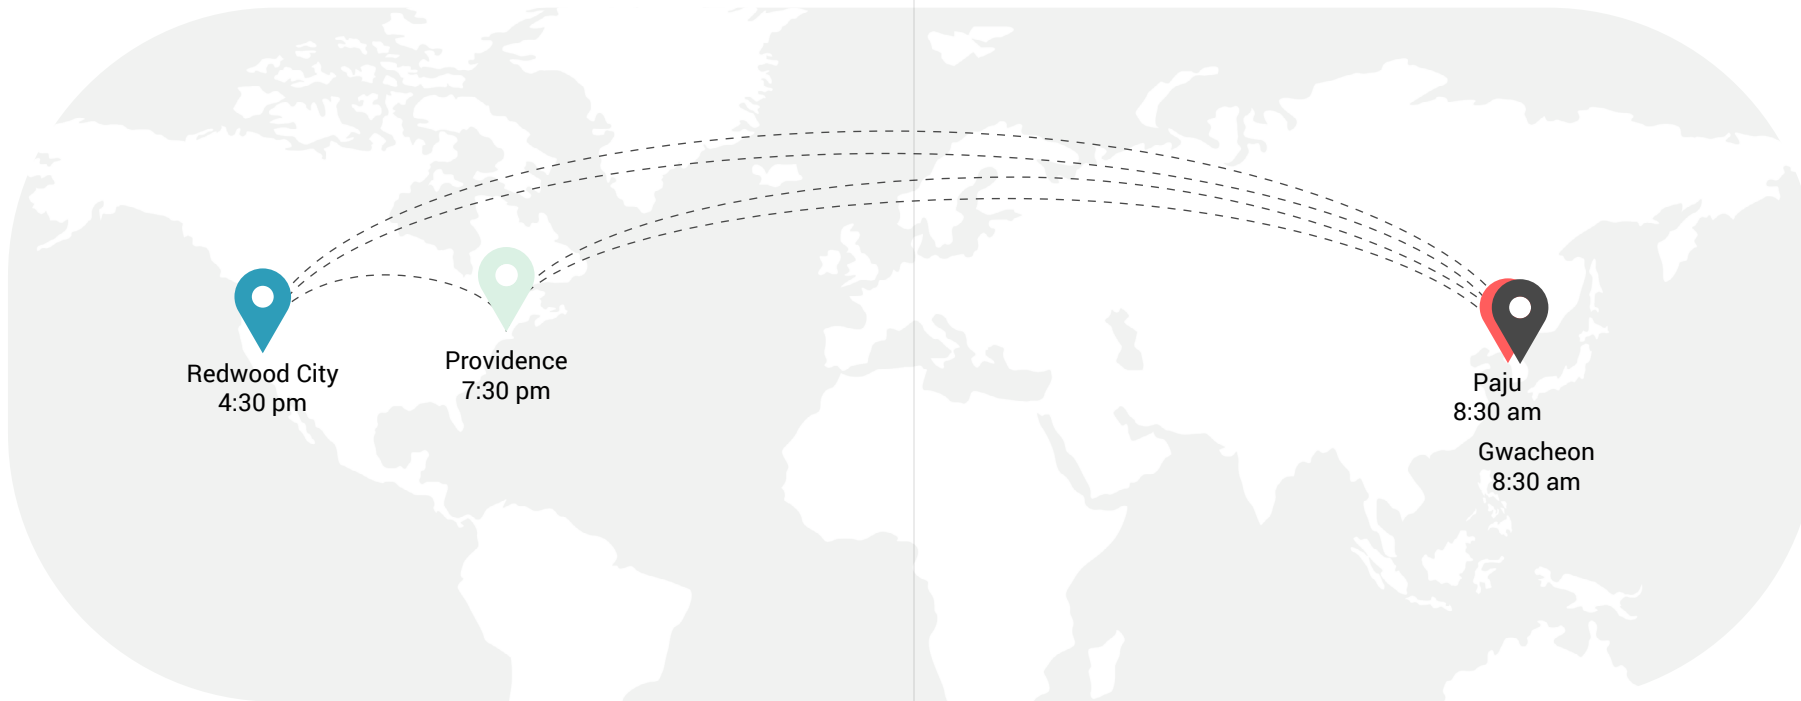 Redwood City
4:30 pm
Providence
7:30 pm
Paju
8:30 am
Gwacheon
8:30 am